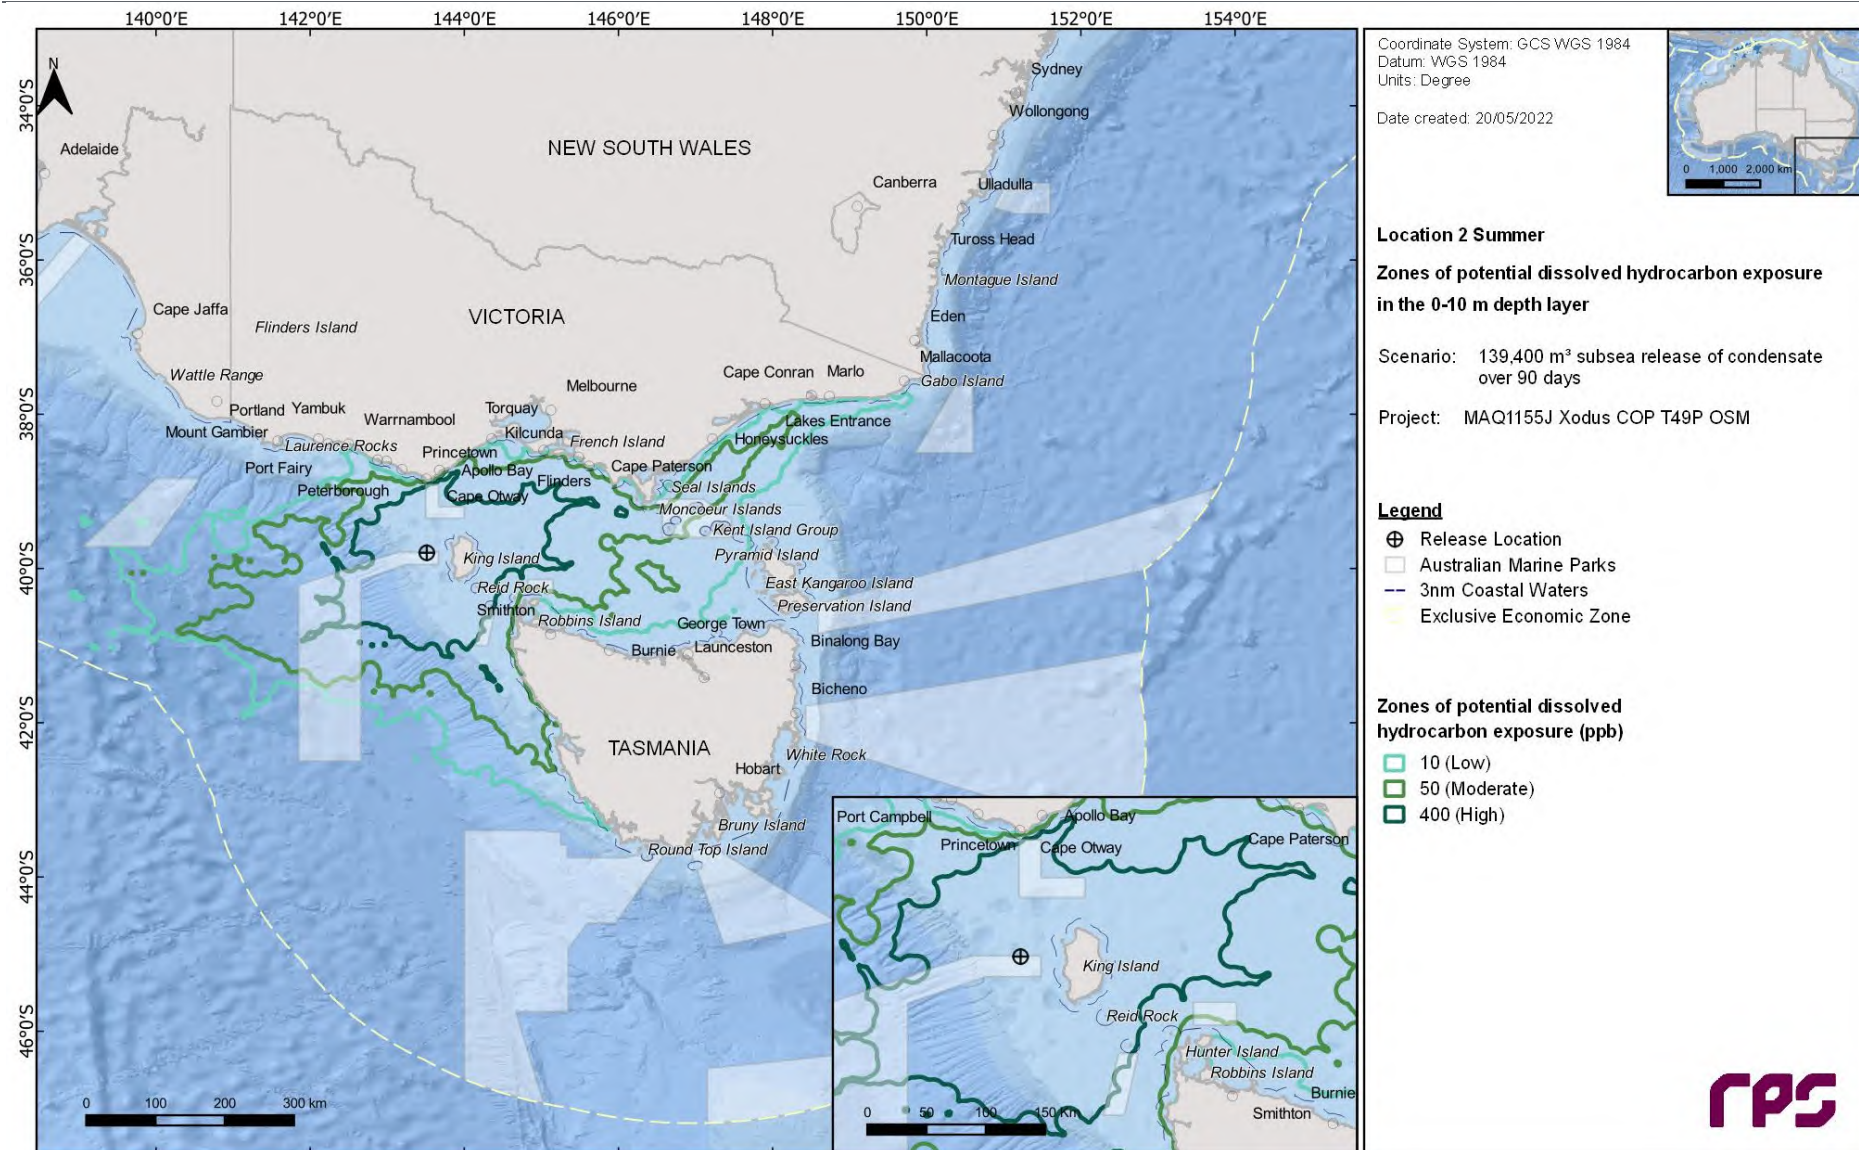 140°0'E 142°0'E 144°0'E 146°0'E 148°0'E 150°0'E 152°0'E 154°0'E
34°0'S
36°0'S
38°0'S
40°0'S
42°0'S
44°0'S
46°0'S
N
Sydney
Wollongong
Adelaide
NEW SOUTH WALES
Canberra
Ulladulla
Tuross Head
Montague Island
Cape Jaffa
Flinders Island
VICTORIA
Eden
Mallacoota
Wattle Range
Melbourne
Cape Conran
Marlo
Gabo Island
Portland
Yambuk
Warrnambool
Torquay
Lakes Entrance
Mount Gambier
Laurence Rocks
Kilcunda
French Island
Honeysuckles
Princetown
Port Fairy
Apollo Bay
Cape Paterson
Flinders
Peterborough
Cape Otway
Seal Islands
Moncoeur Islands
Kent Island Group
King Island
Pyramid Island
Reid Rock
East Kangaroo Island
Smithton
Preservation Island
Robbins Island
George Town
Binalong Bay
Burnie
Launceston
Bicheno
TASMANIA
White Rock
Hobart
Bruny Island
Round Top Island
0 100 200 300 km
Port Campbell
Apollo Bay
Princetown
Cape Otway
Cape Paterson
King Island
Reid Rock
Hunter Island
Robbins Island
Burnie
Smithton
0 50 100 150 Km
Coordinate System: GCS WGS 1984
Datum: WGS 1984
Units: Degree
Date created: 20/05/2022
0 1,000 2,000 km
Location 2 Summer
Zones of potential dissolved hydrocarbon exposure
in the 0-10 m depth layer
Scenario: 139,400 m³ subsea release of condensate
over 90 days
Project: MAQ1155J Xodus COP T49P OSM
Legend
Release Location
Australian Marine Parks
3nm Coastal Waters
Exclusive Economic Zone
Zones of potential dissolved
hydrocarbon exposure (ppb)
10 (Low)
50 (Moderate)
400 (High)
rps